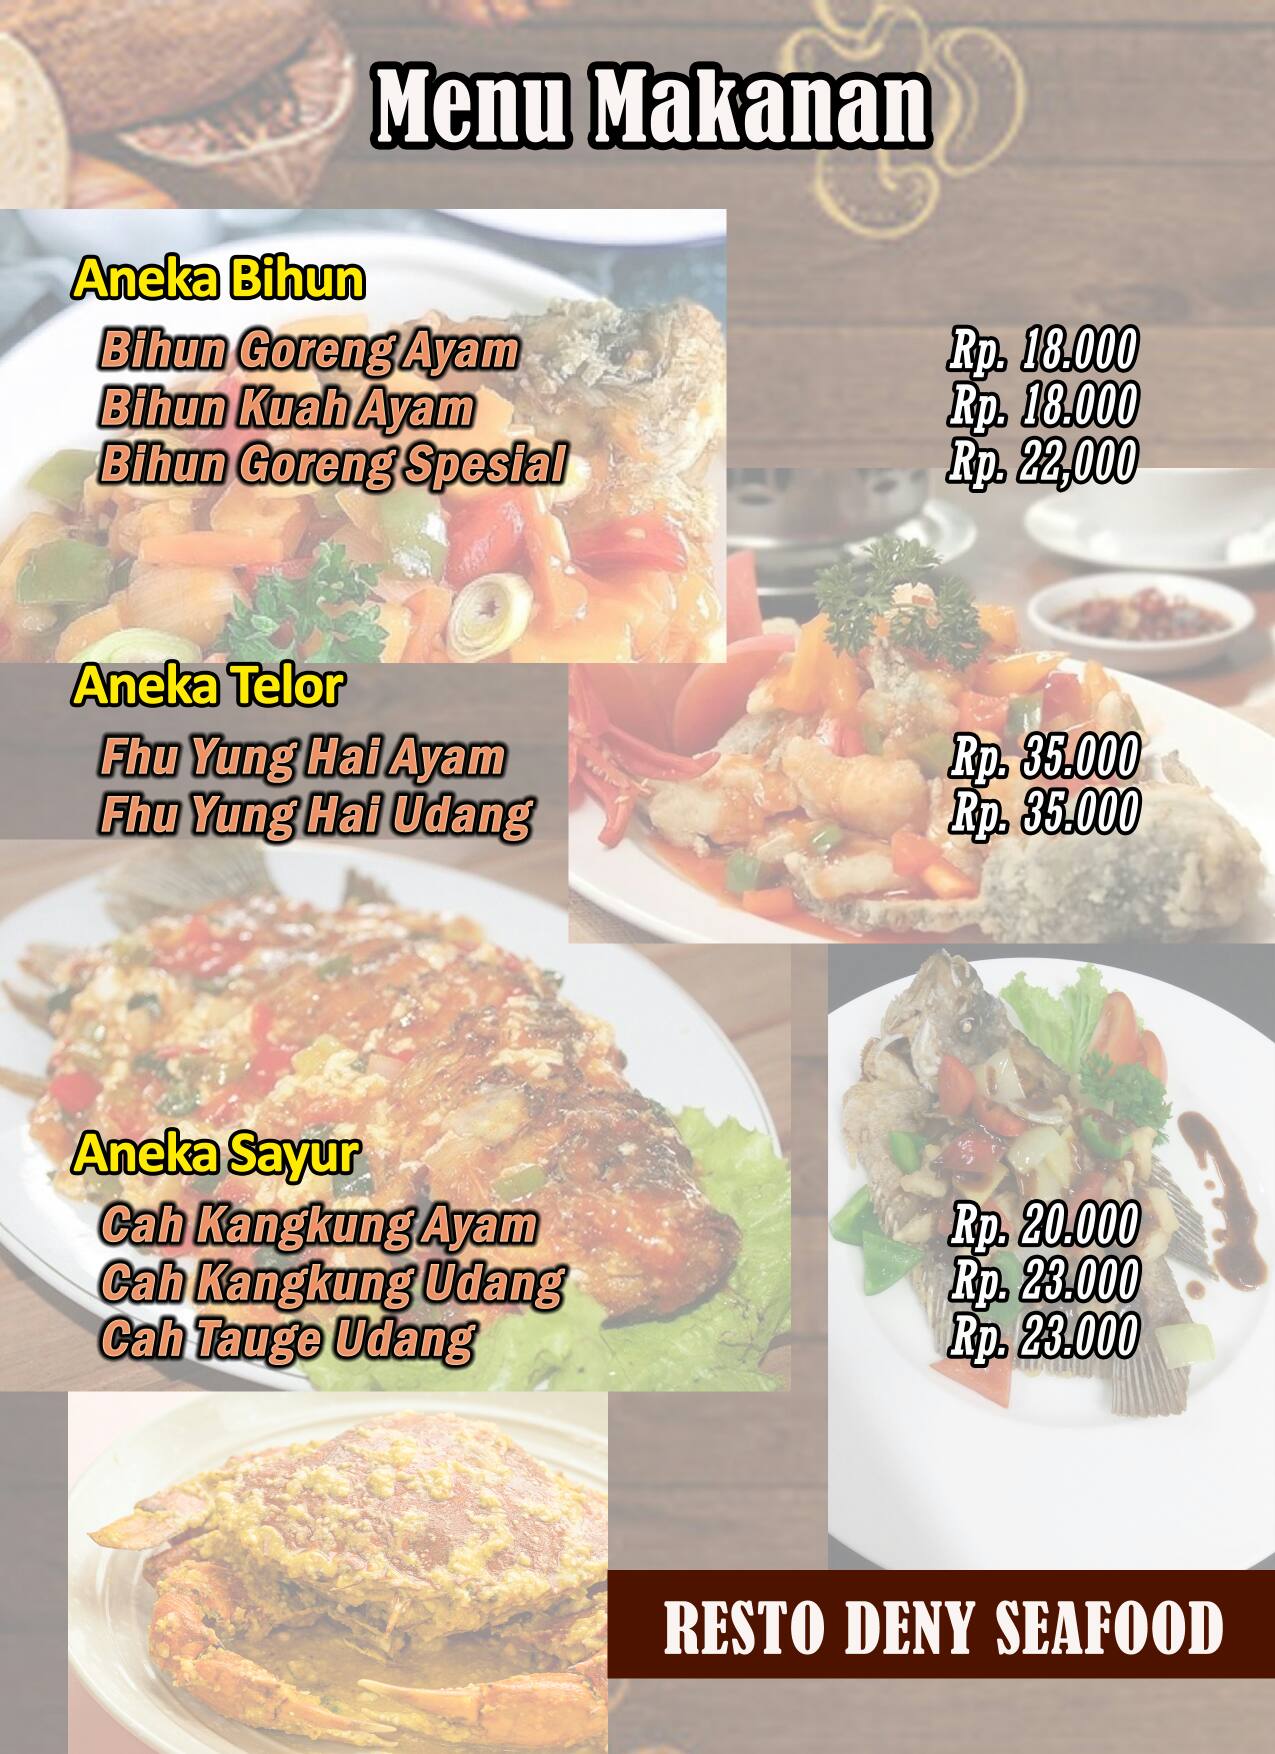 Menu Makanan
Aneka Bihun
Bihun Goreng Ayam Rp. 18.000
Bihun Kuah Ayam Rp. 18.000
Bihun Goreng Spesial Rp. 22,000
Aneka Telor
Fhu Yung Hai Ayam Rp. 35.000
Fhu Yung Hai Udang Rp. 35.000
Aneka Sayur
Cah Kangkung Ayam Rp. 20.000
Cah Kangkung Udang Rp. 23.000
Cah Tauge Udang Rp. 23.000
RESTO DENY SEAFOOD